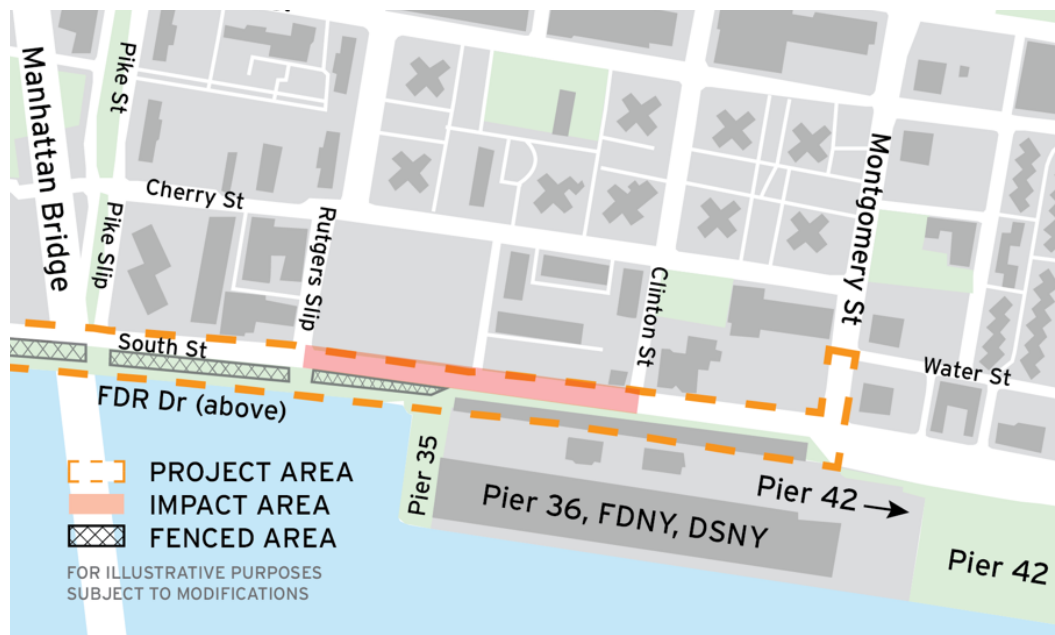 Manhattan Bridge
Pike St
Cherry St
Pike Slip
Rutgers Slip
Montgomery St
Clinton St
South St
Water St
FDR Dr (above)
Pier 35
Pier 36, FDNY, DSNY
Pier 42
Pier 42
PROJECT AREA
IMPACT AREA
FENCED AREA
FOR ILLUSTRATIVE PURPOSES
SUBJECT TO MODIFICATIONS